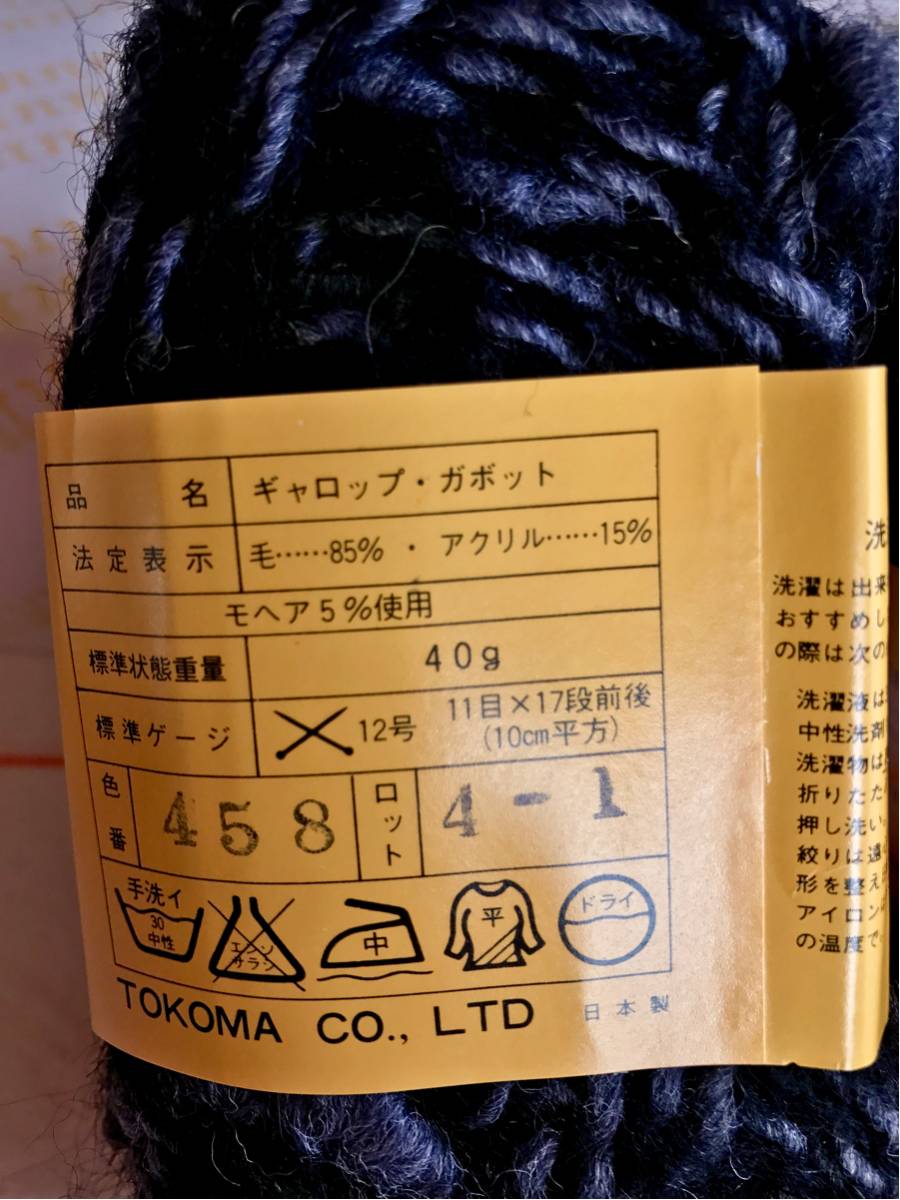 品名 ギャロップ・ガボット
法定表示 毛……85% ・ アクリル……15%
モヘア5%使用
標準状態重量 40g
標準ゲージ 12号 11目×17段前後
(10cm平方)
色番 458 ロット 4-1
手洗イ 30 中性
エンソサラシ
中
平
ドライ
TOKOMA CO., LTD 日本製
洗
洗濯は出来
おすすめし
の際は次の
洗濯液は
中性洗剤
洗濯物は
折りたた
押し洗い
絞りは遠
形を整え
アイロン
の温度で